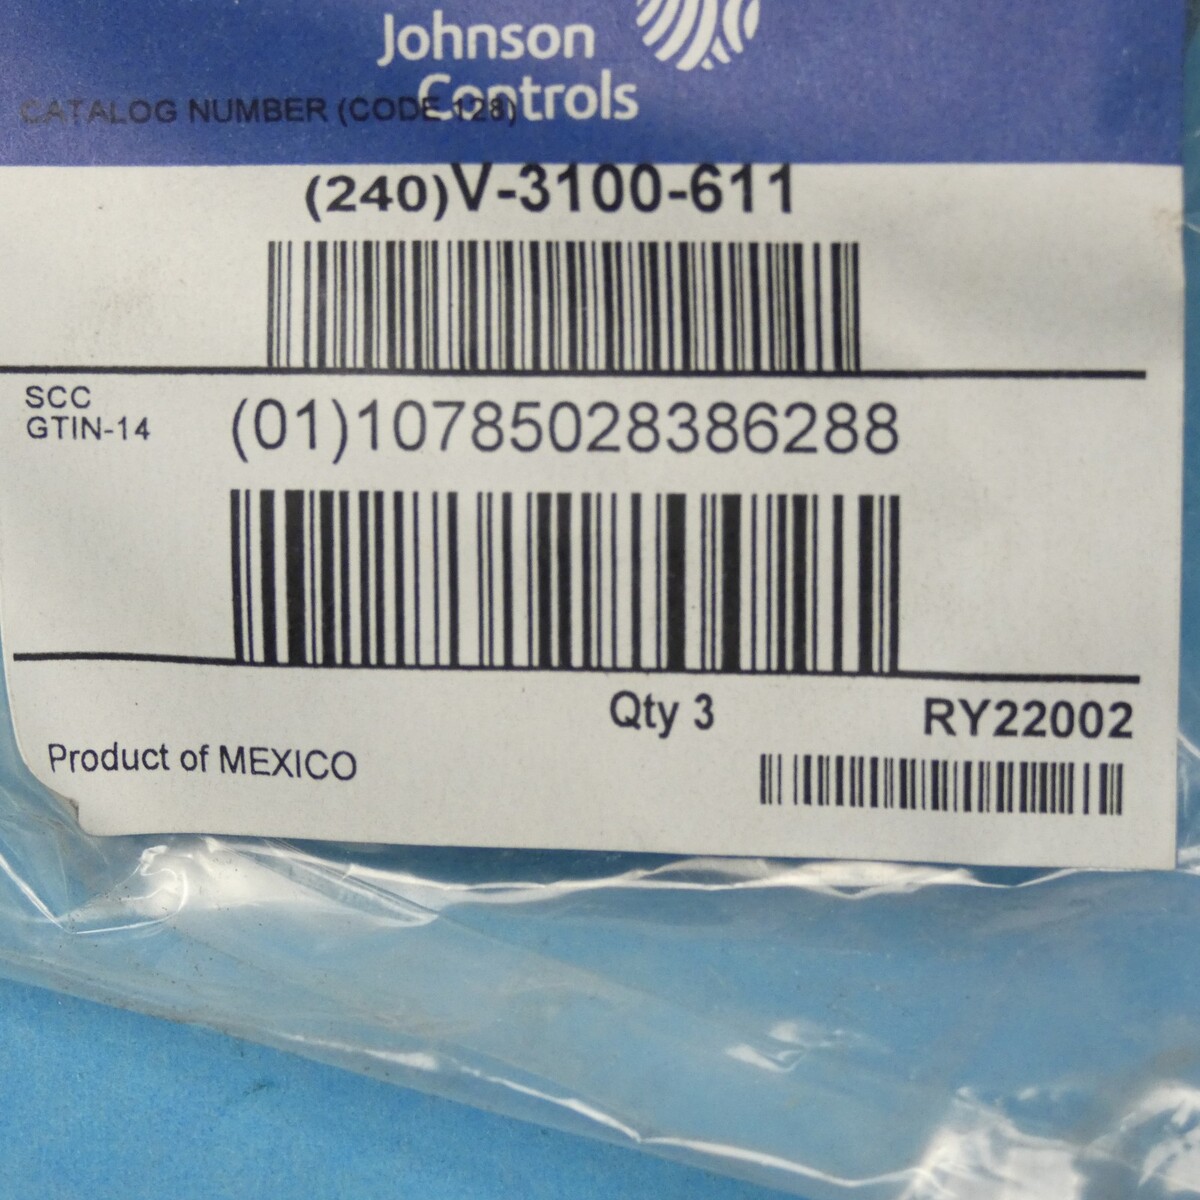 Johnson
Controls
CATALOG NUMBER (CODE 128)
(240)V-3100-611
SCC
GTIN-14
(01)10785028386288
Qty 3
RY22002
Product of MEXICO